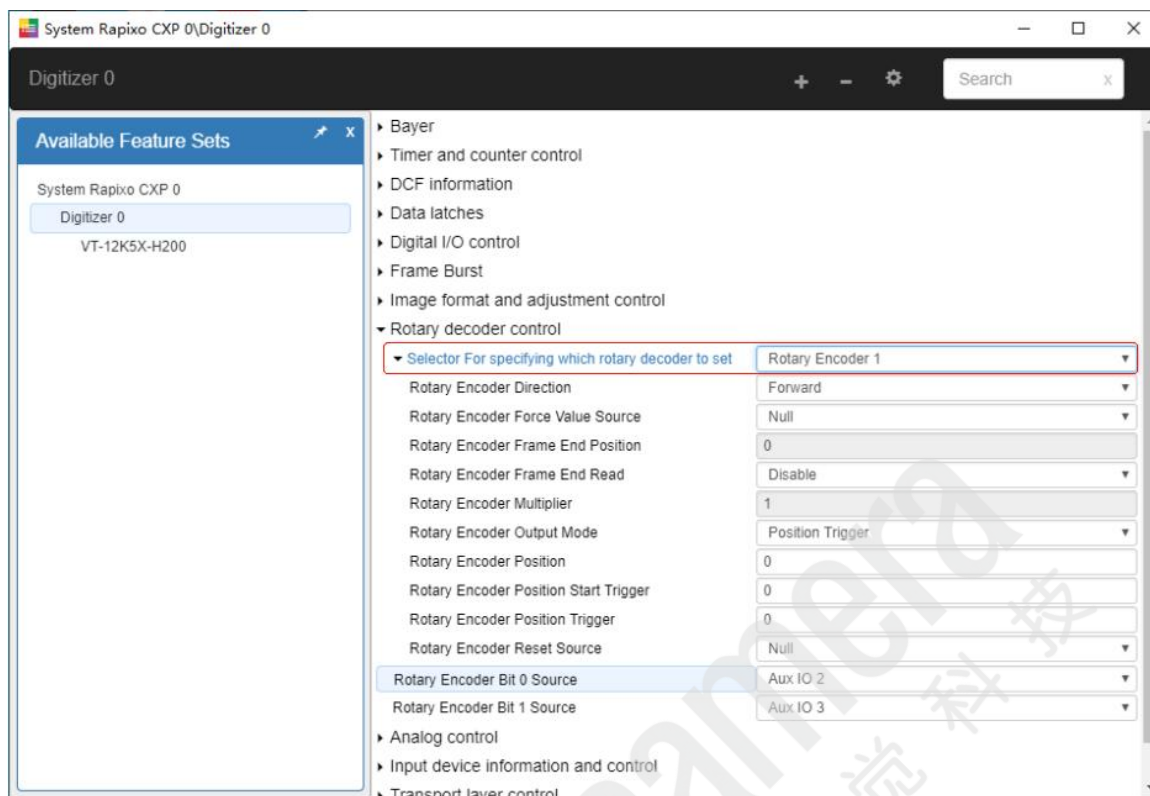 System Rapixo CXP 0\Digitizer 0
Digitizer 0
Search x
Available Feature Sets x
System Rapixo CXP 0
Digitizer 0
VT-12K5X-H200
Bayer
Timer and counter control
DCF information
Data latches
Digital I/O control
Frame Burst
Image format and adjustment control
Rotary decoder control
Selector For specifying which rotary decoder to set Rotary Encoder 1
Rotary Encoder Direction Forward
Rotary Encoder Force Value Source Null
Rotary Encoder Frame End Position 0
Rotary Encoder Frame End Read Disable
Rotary Encoder Multiplier 1
Rotary Encoder Output Mode Position Trigger
Rotary Encoder Position 0
Rotary Encoder Position Start Trigger 0
Rotary Encoder Position Trigger 0
Rotary Encoder Reset Source Null
Rotary Encoder Bit 0 Source Aux IO 2
Rotary Encoder Bit 1 Source Aux IO 3
Analog control
Input device information and control
Transport layer control
amera
觉科技